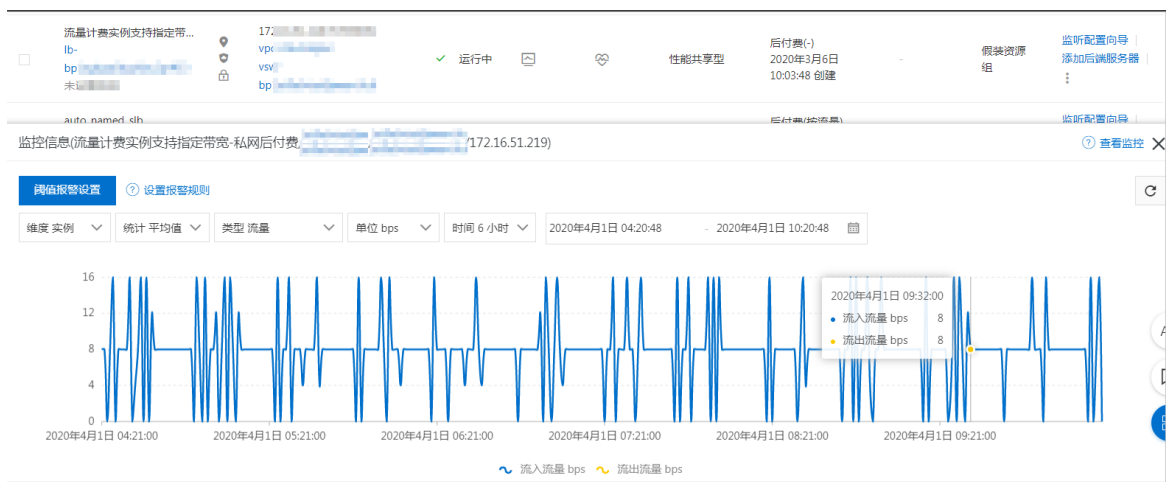 流量计费实例支持指定带...
lb-
bp
未
17
vpc
vsw
bp
运行中
性能共享型
后付费(-)
2020年3月6日
10:03:48 创建
-
假装资源
组
监听配置向导
添加后端服务器
auto_named_slb
后付费(按流量)
监听配置向导
监控信息(流量计费实例支持指定带宽-私网后付费/
/172.16.51.219)
查看监控
阈值报警设置
设置报警规则
维度 实例
统计 平均值
类型 流量
单位 bps
时间 6 小时
2020年4月1日 04:20:48 - 2020年4月1日 10:20:48
16
12
8
4
0
2020年4月1日 09:32:00
流入流量 bps 8
流出流量 bps 8
2020年4月1日 04:21:00
2020年4月1日 05:21:00
2020年4月1日 06:21:00
2020年4月1日 07:21:00
2020年4月1日 08:21:00
2020年4月1日 09:21:00
流入流量 bps
流出流量 bps